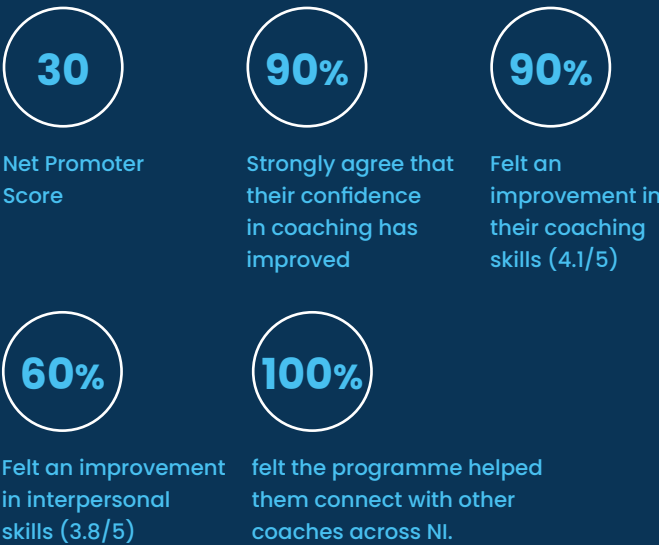 30
Net Promoter
Score
90%
Strongly agree that
their confidence
in coaching has
improved
90%
Felt an
improvement in
their coaching
skills (4.1/5)
60%
Felt an improvement
in interpersonal
skills (3.8/5)
100%
felt the programme helped
them connect with other
coaches across NI.